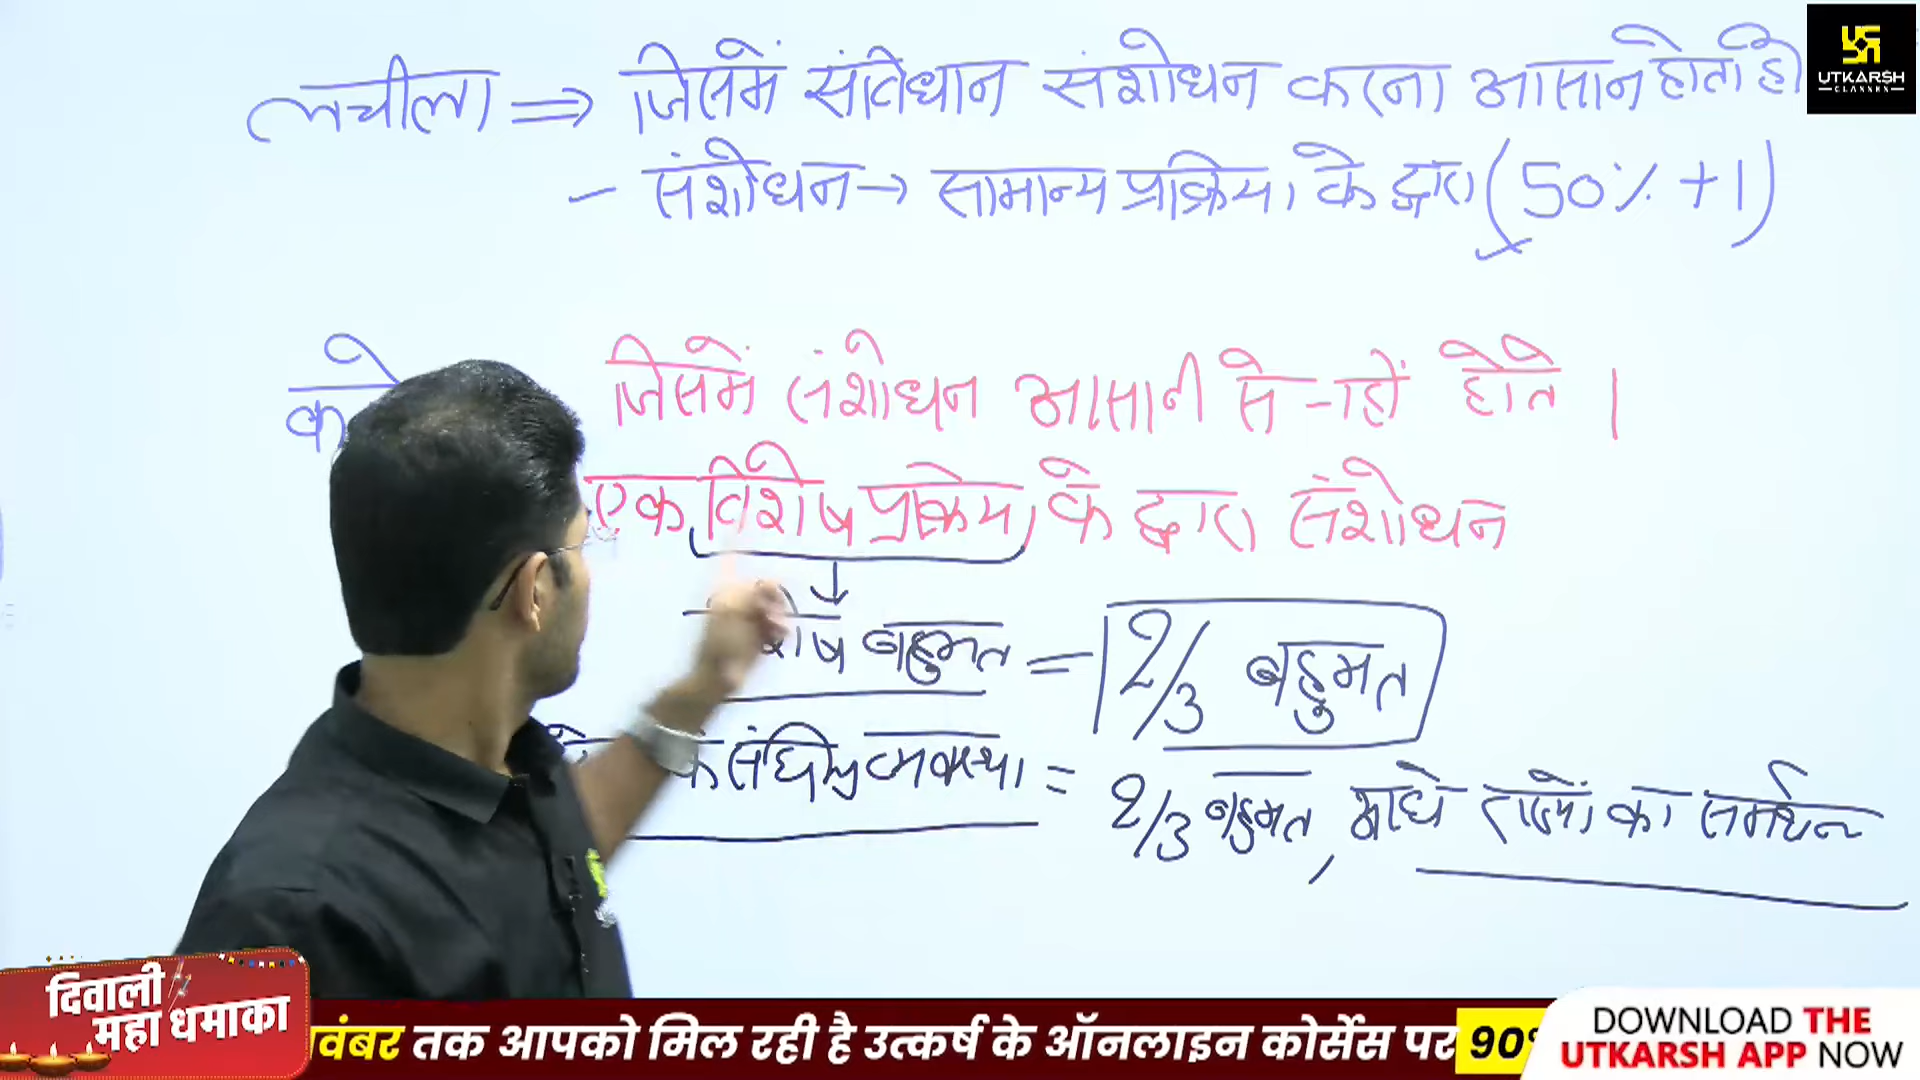 लचीला ⇒ जिसमें संविधान संशोधन करना आसान होता हो
- संशोधन → सामान्य प्रक्रिया के द्वारा (50% +1)
जिसमें संशोधन आसानी से नहीं होते ।
एक विशेष प्रक्रिया के द्वारा संशोधन
↓
बहुमत = 2/3 बहुमत
संघीय व्यवस्था = 2/3 बहुमत, आधे राज्यों का समर्थन
UTKARSH
CLASSES
दिवाली
महा धमाका
तक आपको मिल रही है उत्कर्ष के ऑनलाइन कोर्सेस पर 90%
DOWNLOAD THE
UTKARSH APP NOW